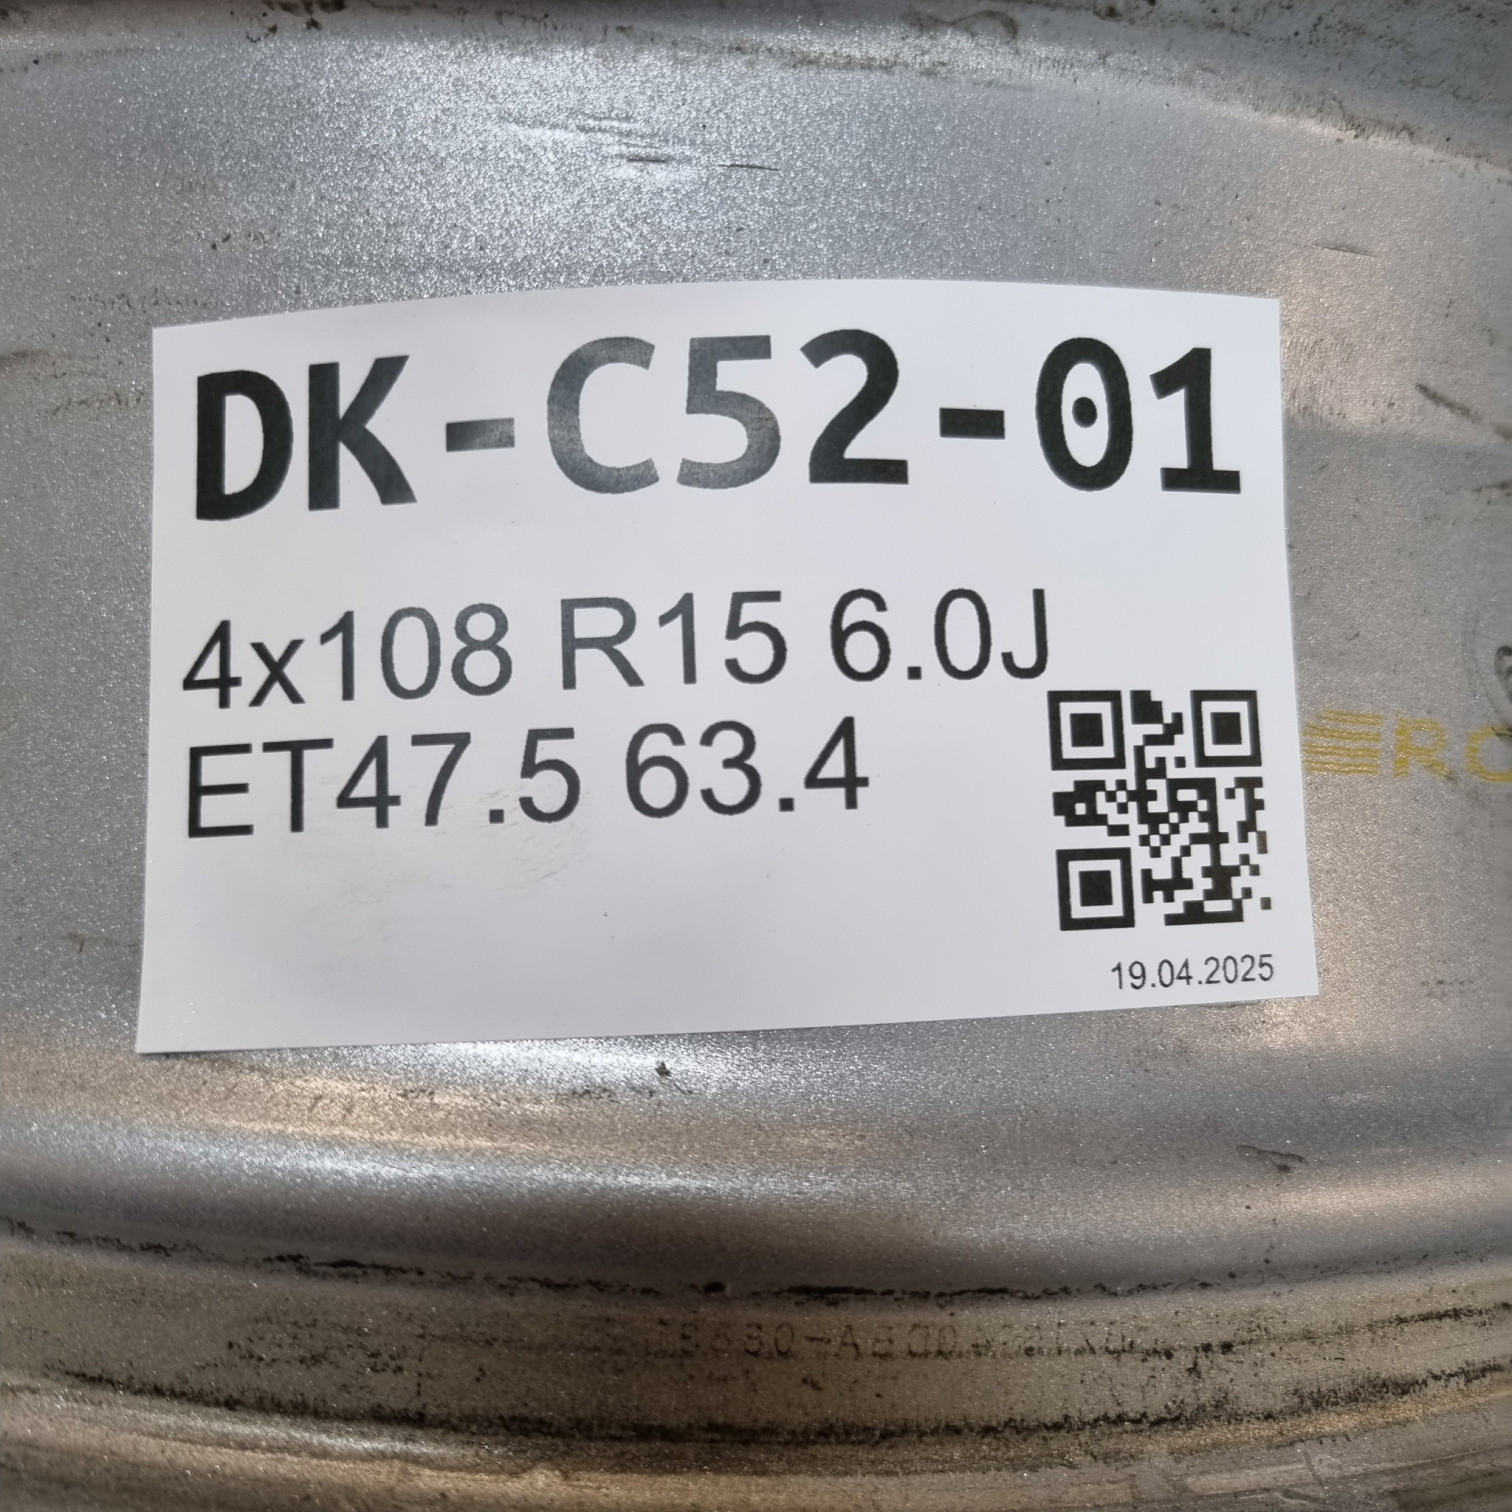 DK-C52-01
4x108 R15 6.0J
ET47.5 63.4
19.04.2025